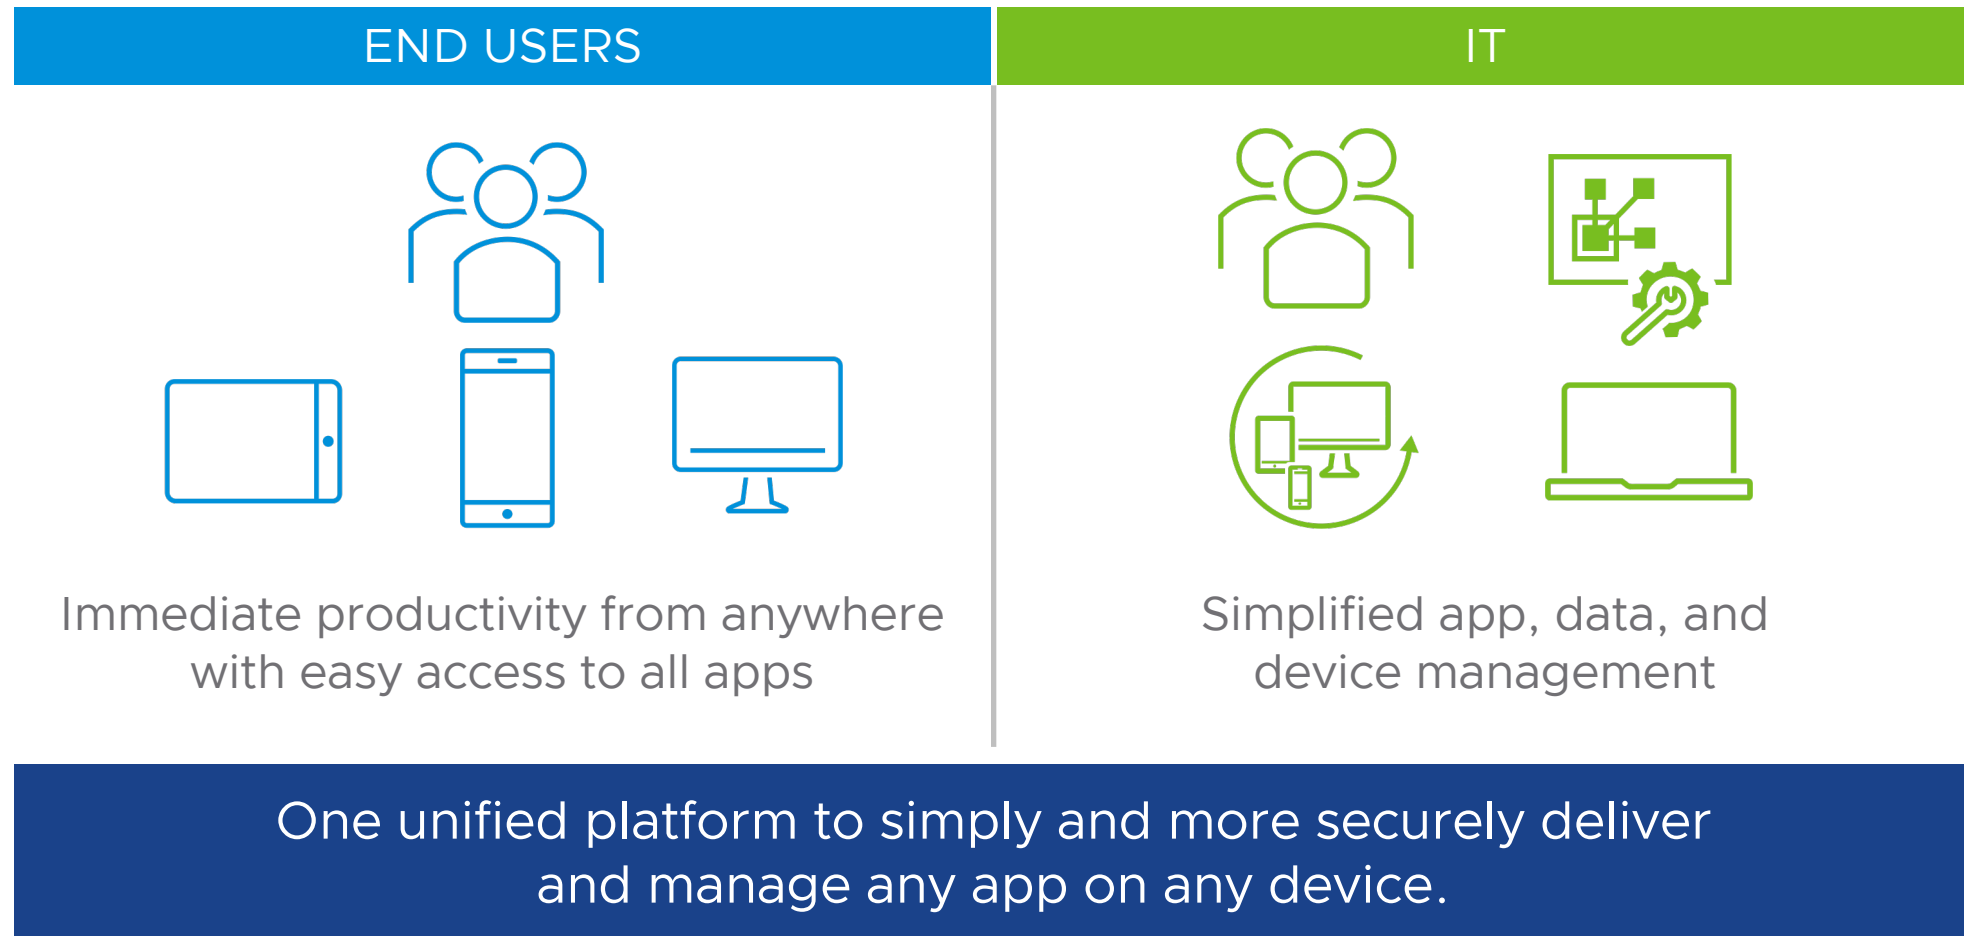 END USERS
IT
Immediate productivity from anywhere
with easy access to all apps
Simplified app, data, and
device management
One unified platform to simply and more securely deliver
and manage any app on any device.